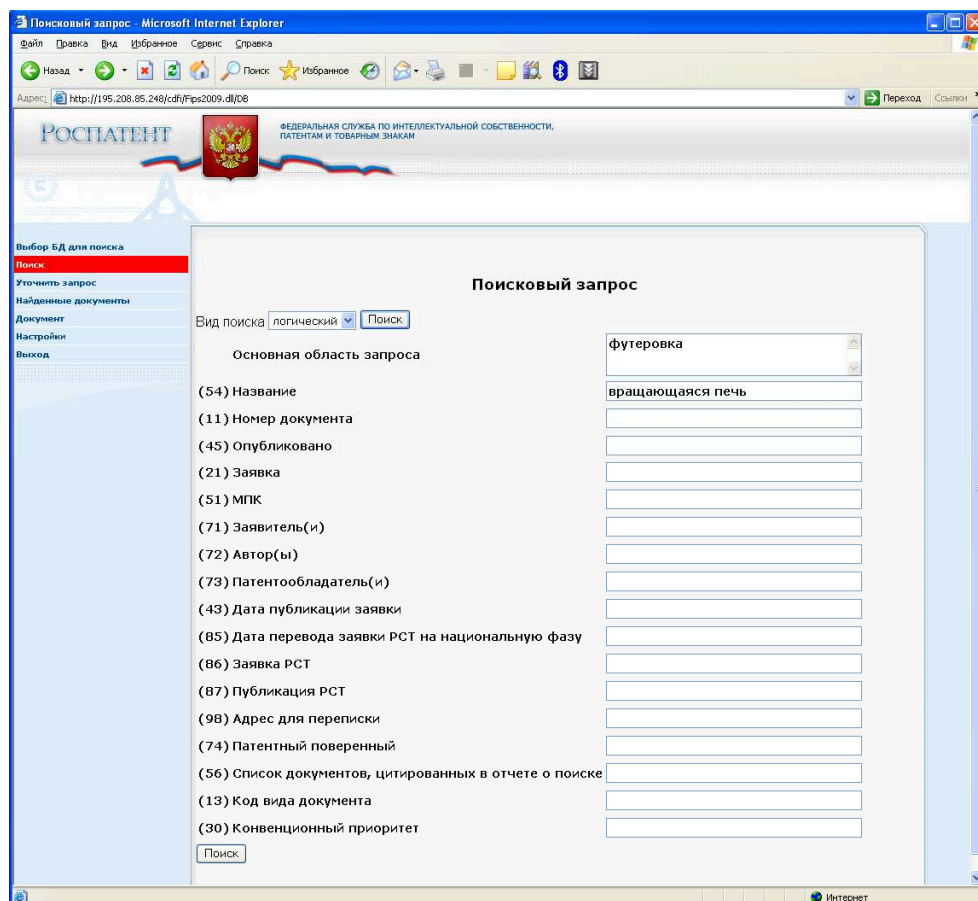 Поисковый запрос - Microsoft Internet Explorer
Файл Правка Вид Избранное Сервис Справка
Назад Поиск Избранное
Адрес: http://195.208.85.248/cdfi/Fips2009.dll/DB Переход Ссылки
РОСПАТЕНТ
ФЕДЕРАЛЬНАЯ СЛУЖБА ПО ИНТЕЛЛЕКТУАЛЬНОЙ СОБСТВЕННОСТИ,
ПАТЕНТАМ И ТОВАРНЫМ ЗНАКАМ
Выбор БД для поиска
Поиск
Уточнить запрос
Найденные документы
Документ
Настройки
Выход
Поисковый запрос
Вид поиска логический Поиск
Основная область запроса футеровка
(54) Название вращающаяся печь
(11) Номер документа
(45) Опубликовано
(21) Заявка
(51) МПК
(71) Заявитель(и)
(72) Автор(ы)
(73) Патентообладатель(и)
(43) Дата публикации заявки
(85) Дата перевода заявки РСТ на национальную фазу
(86) Заявка РСТ
(87) Публикация РСТ
(98) Адрес для переписки
(74) Патентный поверенный
(56) Список документов, цитированных в отчете о поиске
(13) Код вида документа
(30) Конвенционный приоритет
Поиск
Интернет